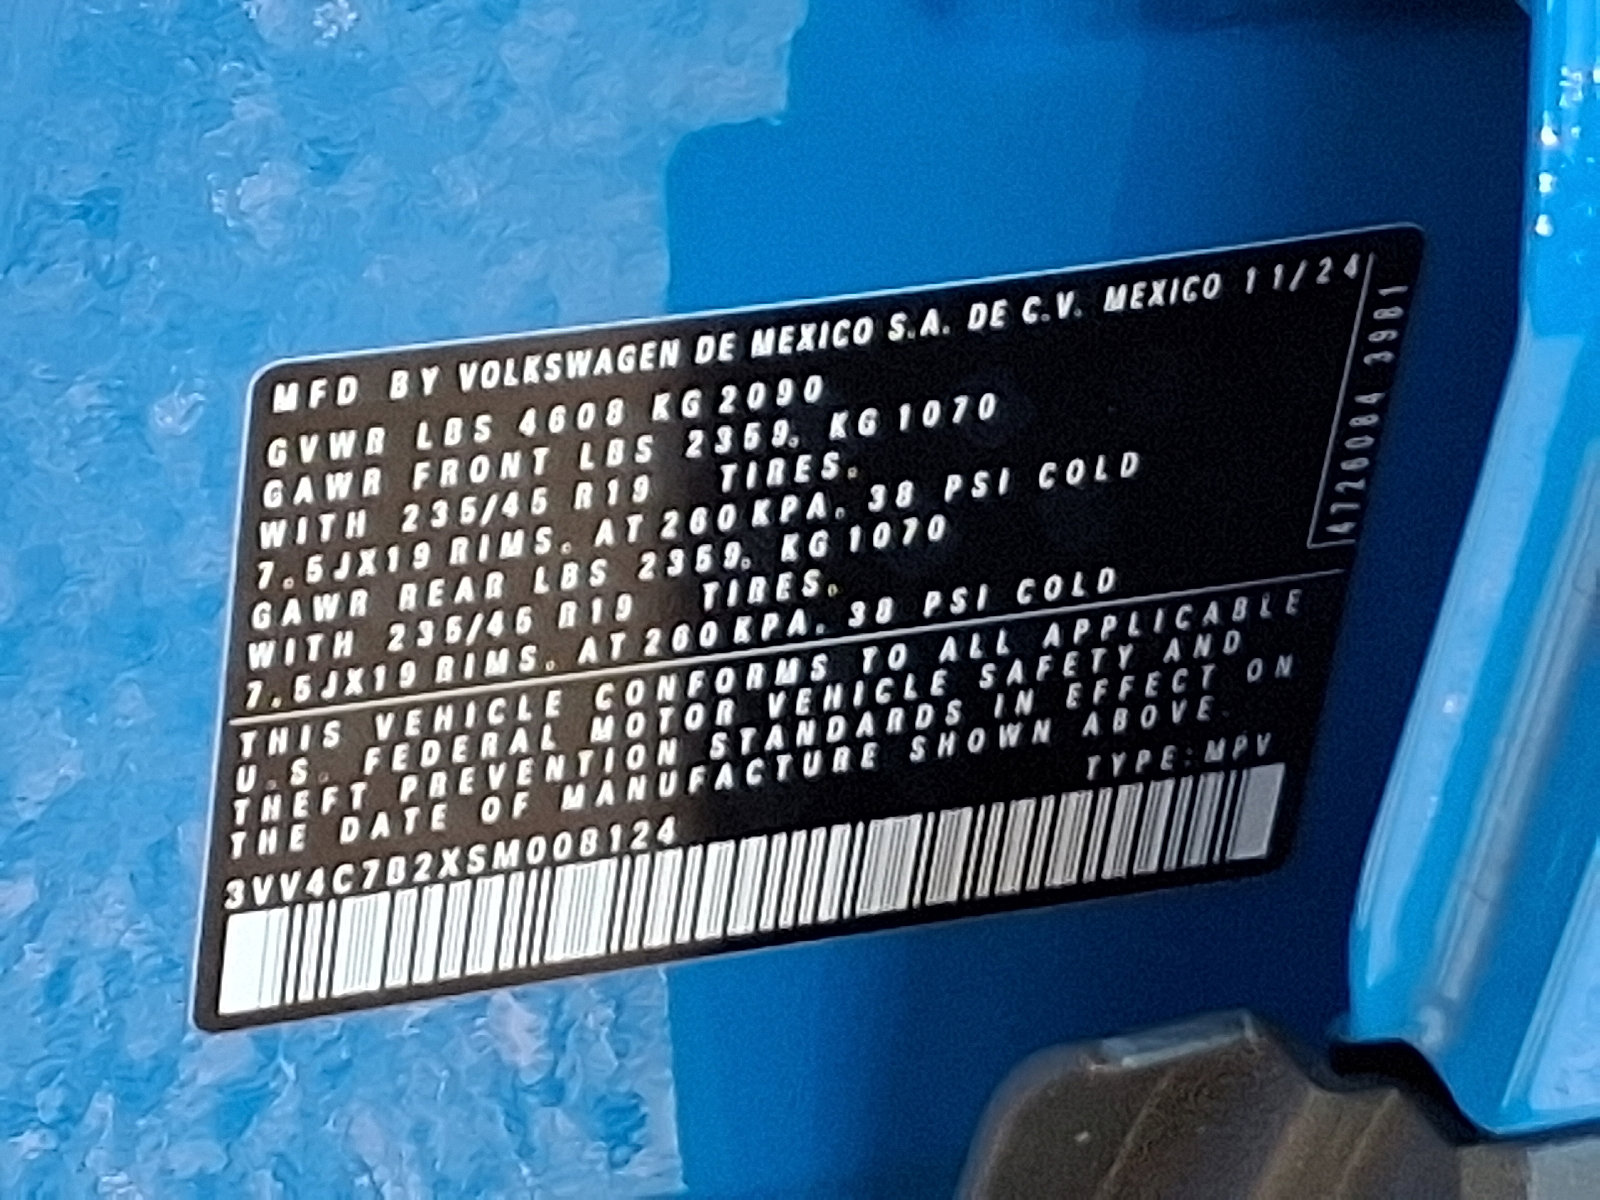 MFD BY VOLKSWAGEN DE MEXICO S.A. DE C.V. MEXICO 11/24
GVWR LBS 4608 KG 2090
GAWR FRONT LBS 2359. KG 1070
WITH 235/45 R19 TIRES.
7.5JX19 RIMS. AT 260 KPA. 38 PSI COLD
GAWR REAR LBS 2359. KG 1070
WITH 235/45 R19 TIRES.
7.5JX19 RIMS. AT 260 KPA. 38 PSI COLD
THIS VEHICLE CONFORMS TO ALL APPLICABLE
U.S. FEDERAL MOTOR VEHICLE SAFETY AND
THEFT PREVENTION STANDARDS IN EFFECT ON
THE DATE OF MANUFACTURE SHOWN ABOVE.
TYPE: MPV
3VV4C7B2XSM008124
4726084 3981